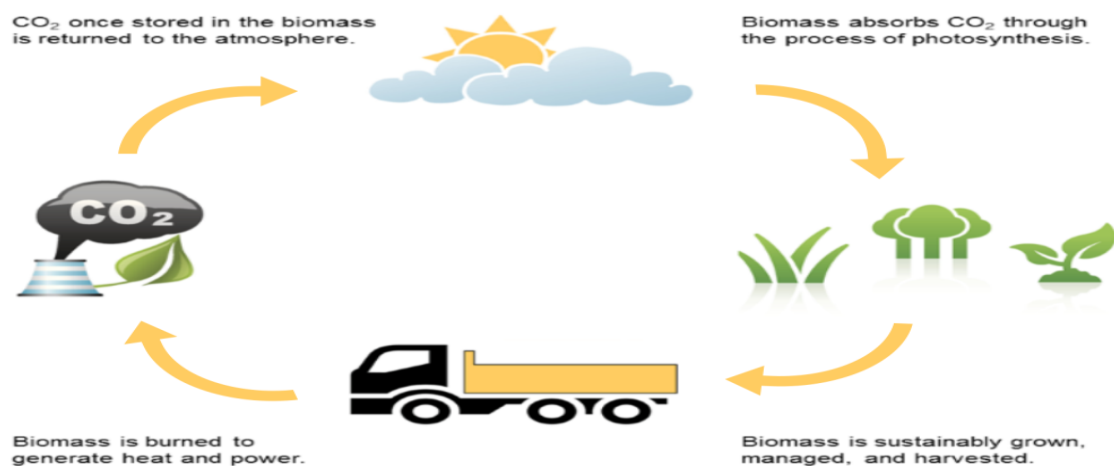 CO₂ once stored in the biomass
is returned to the atmosphere.
Biomass absorbs CO₂ through
the process of photosynthesis.
CO₂
Biomass is burned to
generate heat and power.
Biomass is sustainably grown,
managed, and harvested.